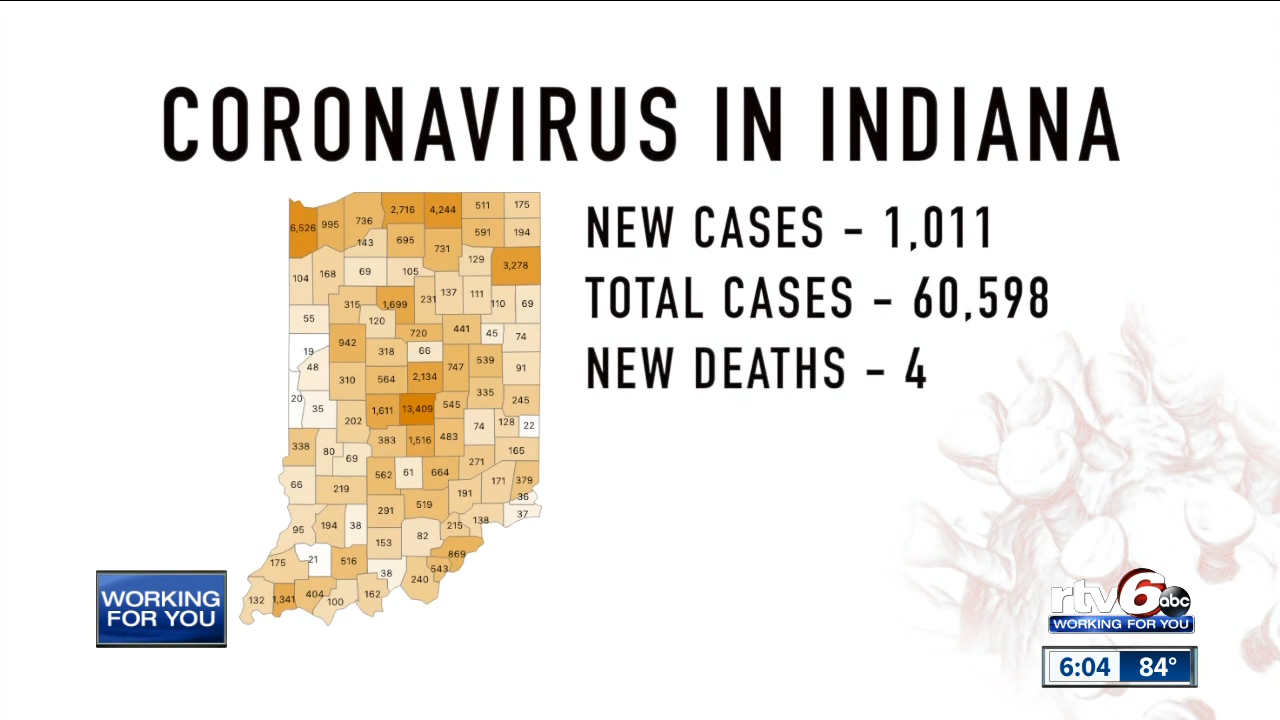 CORONAVIRUS IN INDIANA
NEW CASES - 1,011
TOTAL CASES - 60,598
NEW DEATHS - 4
6,526 995 736 2,716 4,244 511 175
143 695 731 591 194
104 168 69 105 129 3,278
315 1,699 231 137 111 110 69
55 120 720 441 45 74
942 318 66
19
48 310 564 2,134 747 539 91
20 35 202 1,611 13,409 545 335 245
338 80 69 383 1,516 483 74 128 22
165
66 219 562 61 664 271 171 379
36
95 194 38 291 519 191 138 37
153 82 215
175 21 516 38 240 543 869
132 1,341 404 100 162
WORKING
FOR YOU
rtv6 abc
WORKING FOR YOU
6:04 84°